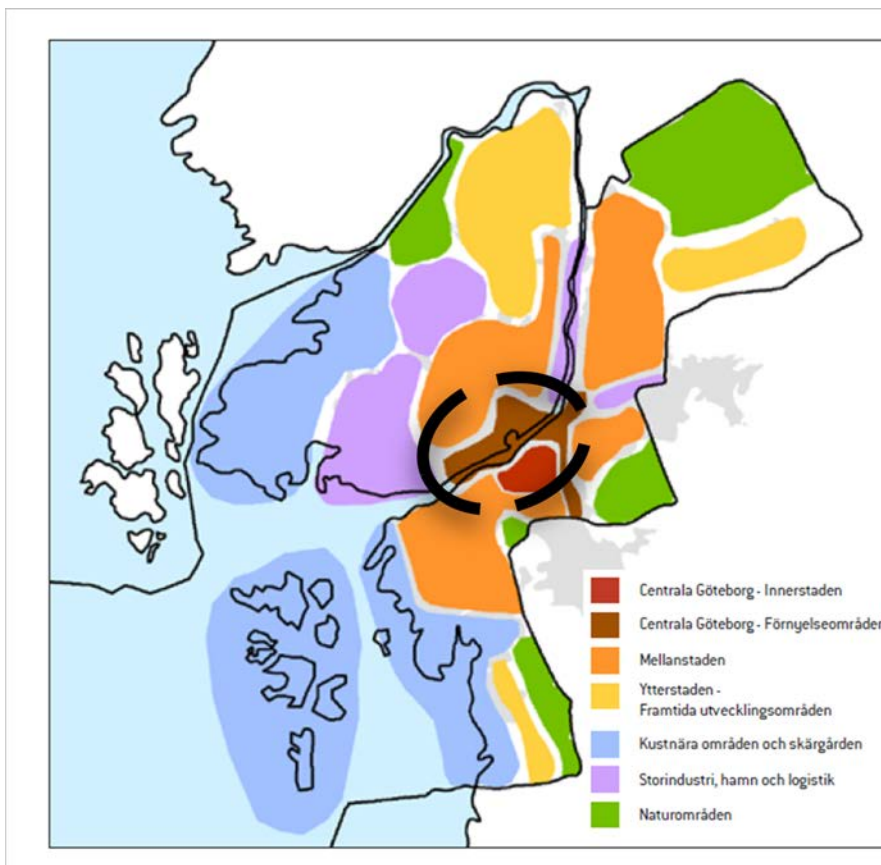 Centrala Göteborg - Innerstaden
Centrala Göteborg - Förnyelseområden
Mellanstaden
Ytterstaden -
Framtida utvecklingsområden
Kustnära områden och skärgården
Storindustri, hamn och logistik
Naturområden